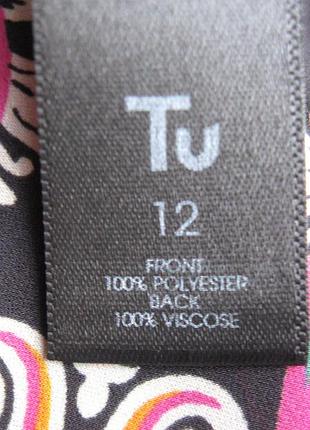 Tu
12
FRONT
100% POLYESTER
BACK
100% VISCOSE